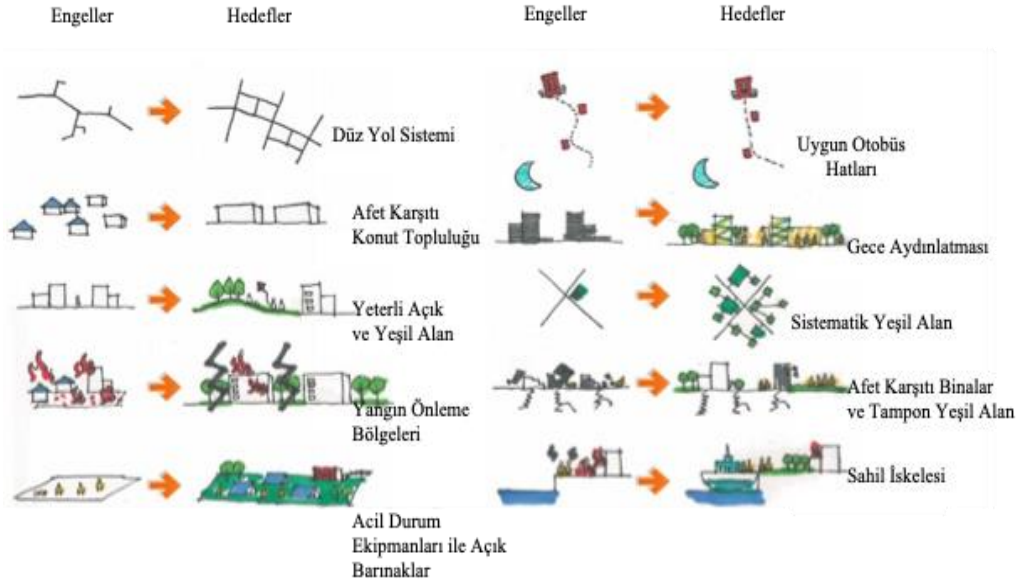 Engeller
Hedefler
Düz Yol Sistemi
Afet Karşıti
Konut Topluluğu
Yeterli Açık
ve Yeşil Alan
Yangın Önleme
Bölgeleri
Acil Durum
Ekipmanları ile Açık
Barınaklar
Engeller
Hedefler
Uygun Otobüs
Hatları
Gece Aydınlatması
Sistematik Yeşil Alan
Afet Karşıtı Binalar
ve Tampon Yeşil Alan
Sahil İskelesi